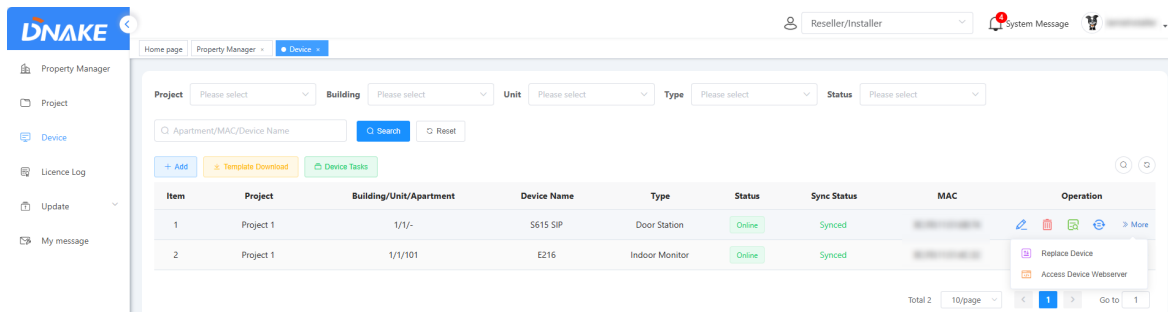 DNAKE
Reseller/Installer
4
System Message
Home page Property Manager × Device ×
Property Manager
Project
Device
Licence Log
Update
My message
Project Please select Building Please select Unit Please select Type Please select Status Please select
Apartment/MAC/Device Name Search Reset
+ Add Template Download Device Tasks
Item Project Building/Unit/Apartment Device Name Type Status Sync Status MAC Operation
1 Project 1 1/1/- S615 SIP Door Station Online Synced » More
2 Project 1 1/1/101 E216 Indoor Monitor Online Synced
Replace Device
Access Device Webserver
Total 2 10/page < 1 > Go to 1